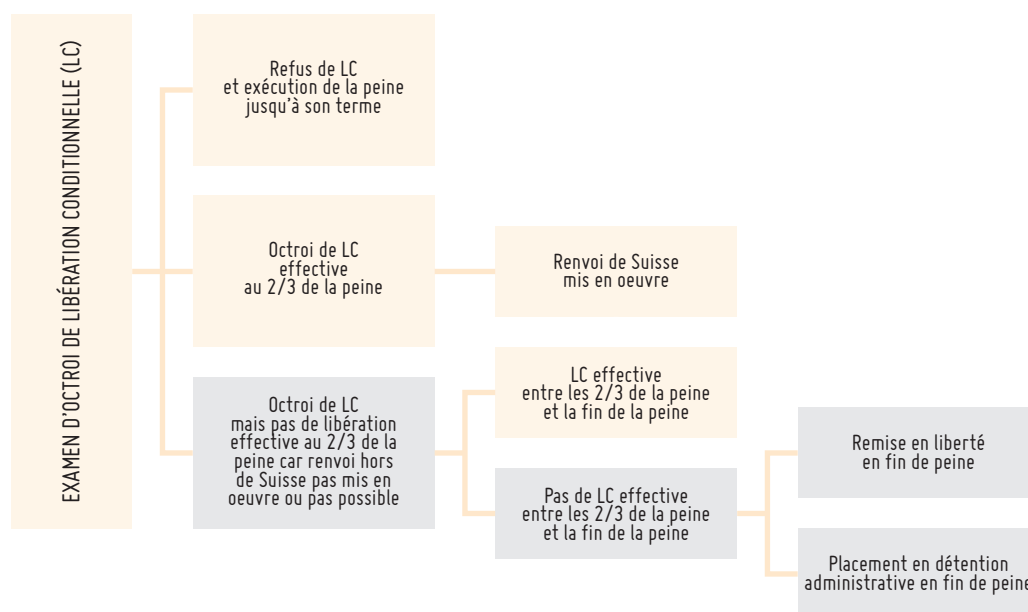 EXAMEN D'OCTROI DE LIBÉRATION CONDITIONNELLE (LC)
Refus de LC
et exécution de la peine
jusqu'à son terme
Octroi de LC
effective
au 2/3 de la peine
Renvoi de Suisse
mis en oeuvre
Octroi de LC
mais pas de libération
effective au 2/3 de la
peine car renvoi hors
de Suisse pas mis en
oeuvre ou pas possible
LC effective
entre les 2/3 de la peine
et la fin de la peine
Pas de LC effective
entre les 2/3 de la peine
et la fin de la peine
Remise en liberté
en fin de peine
Placement en détention
administrative en fin de peine